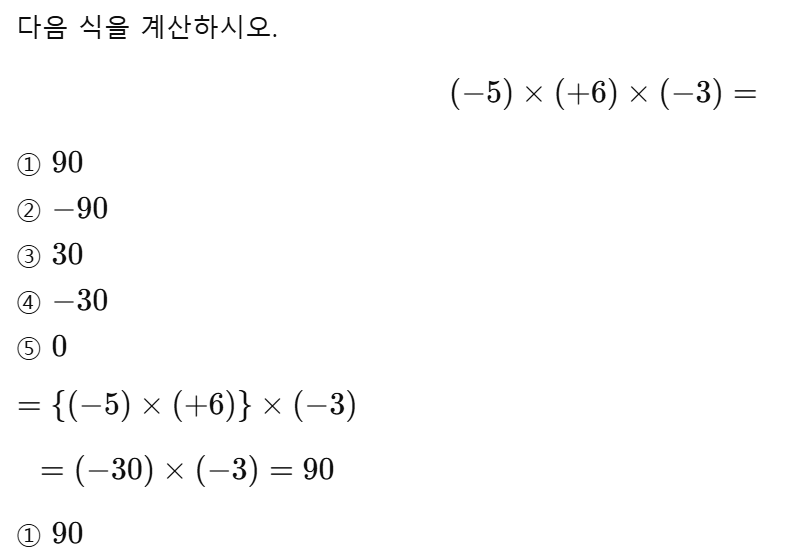 다음 식을 계산하시오.
(−5) × (+6) × (−3) =
① 90
② −90
③ 30
④ −30
⑤ 0
= {(−5) × (+6)} × (−3)
= (−30) × (−3) = 90
① 90